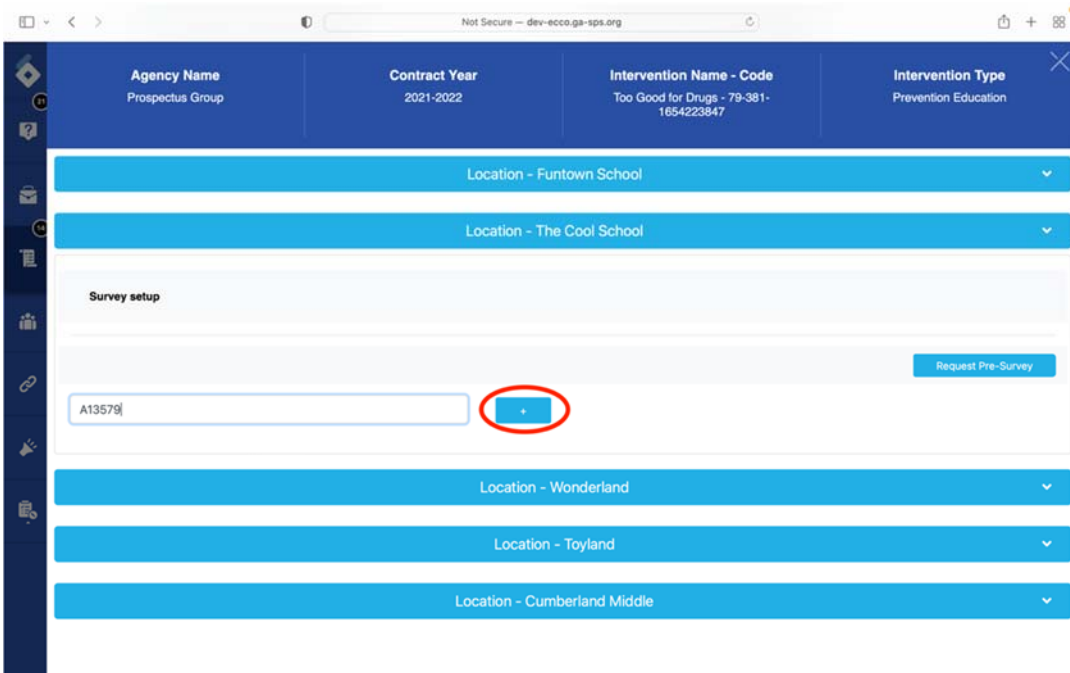 Not Secure — dev-ecco.ga-sps.org
Agency Name
Prospectus Group
Contract Year
2021-2022
Intervention Name - Code
Too Good for Drugs - 79-381-
1654223847
Intervention Type
Prevention Education
31
14
Location - Funtown School
Location - The Cool School
Survey setup
Request Pre-Survey
A13579
+
Location - Wonderland
Location - Toyland
Location - Cumberland Middle